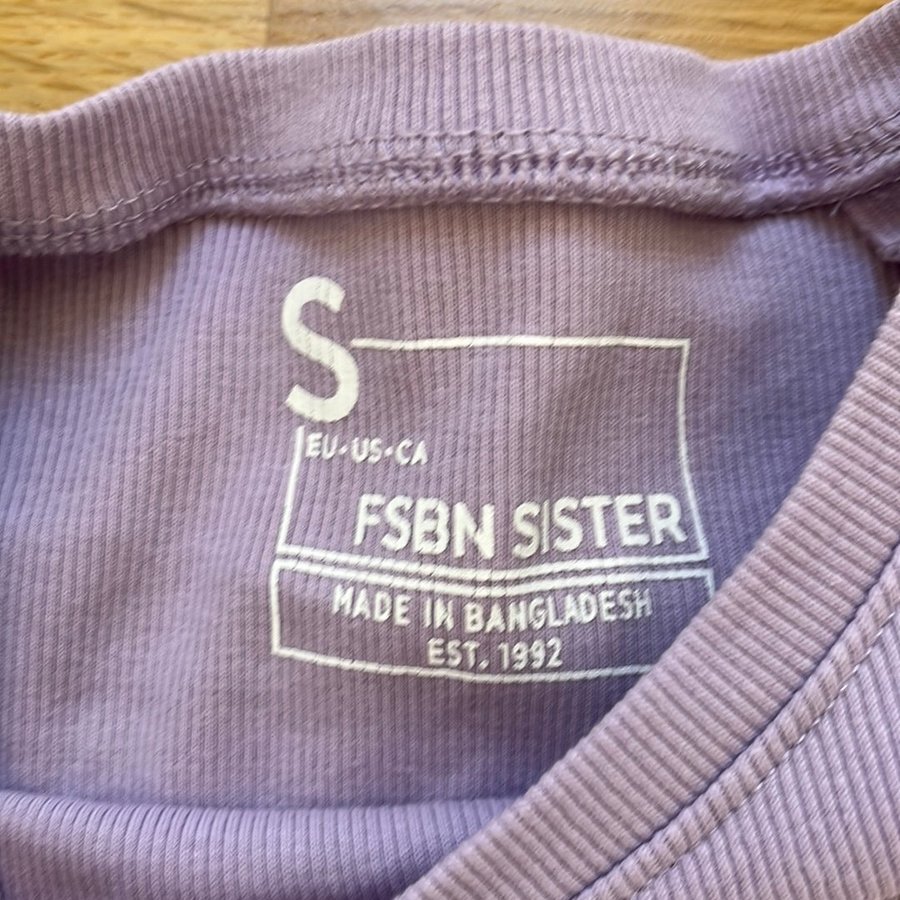 S
EU•US•CA
FSBN SISTER
MADE IN BANGLADESH
EST. 1992